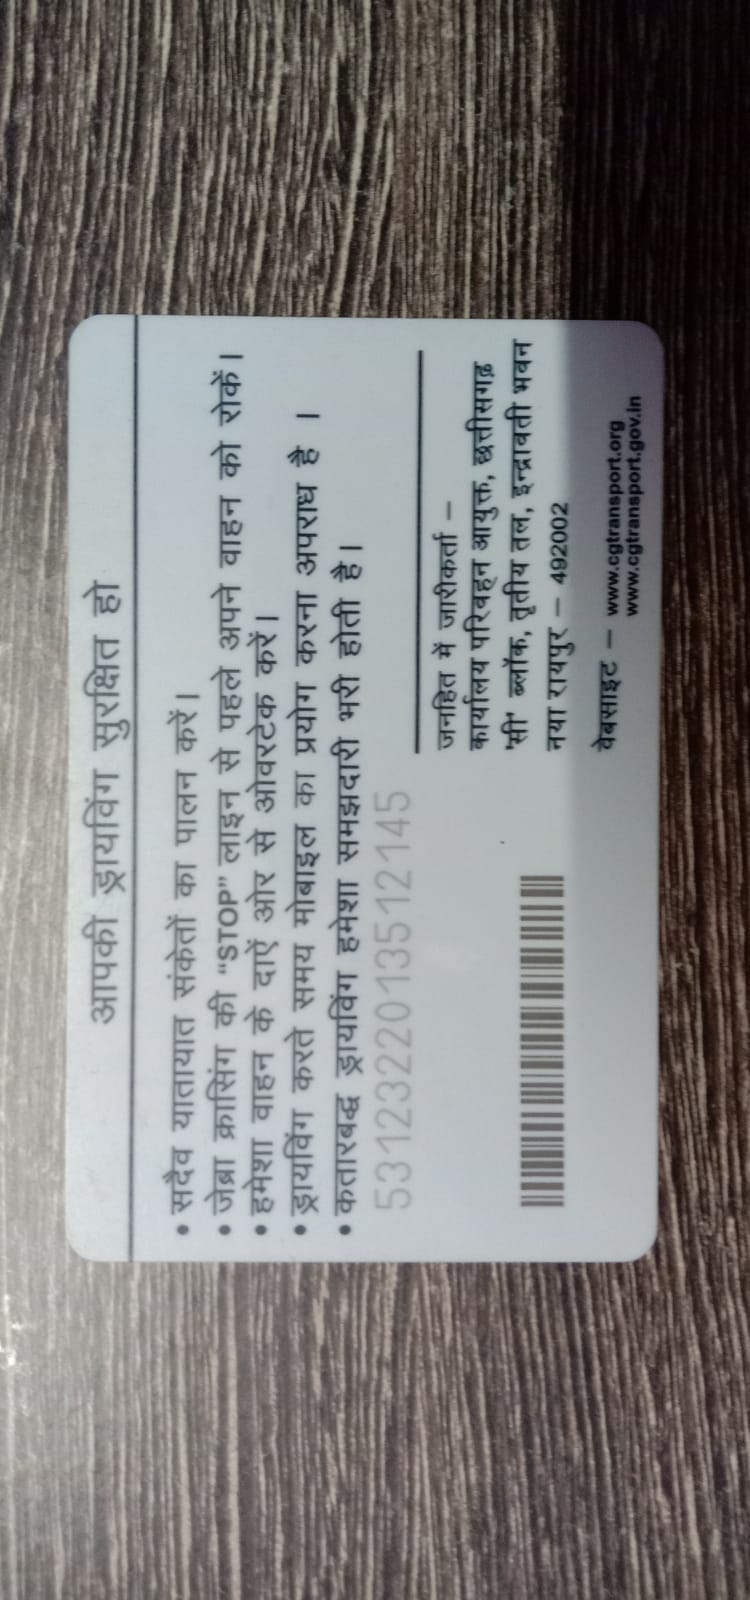 आपकी ड्रायविंग सुरक्षित हो
• सदैव यातायात संकेतों का पालन करें।
• जेब्रा क्रासिंग की "STOP" लाइन से पहले अपने वाहन को रोकें।
• हमेशा वाहन के दाऐं ओर से ओवरटेक करें।
• ड्रायविंग करते समय मोबाइल का प्रयोग करना अपराध है ।
• कतारबद्ध ड्रायविंग हमेशा समझदारी भरी होती है।
5312322013512145
जनहित में जारीकर्ता –
कार्यालय परिवहन आयुक्त, छत्तीसगढ़
'सी' ब्लॉक, तृतीय तल, इन्द्रावती भवन
नया रायपुर – 492002
वेबसाइट – www.cgtransport.org
www.cgtransport.gov.in